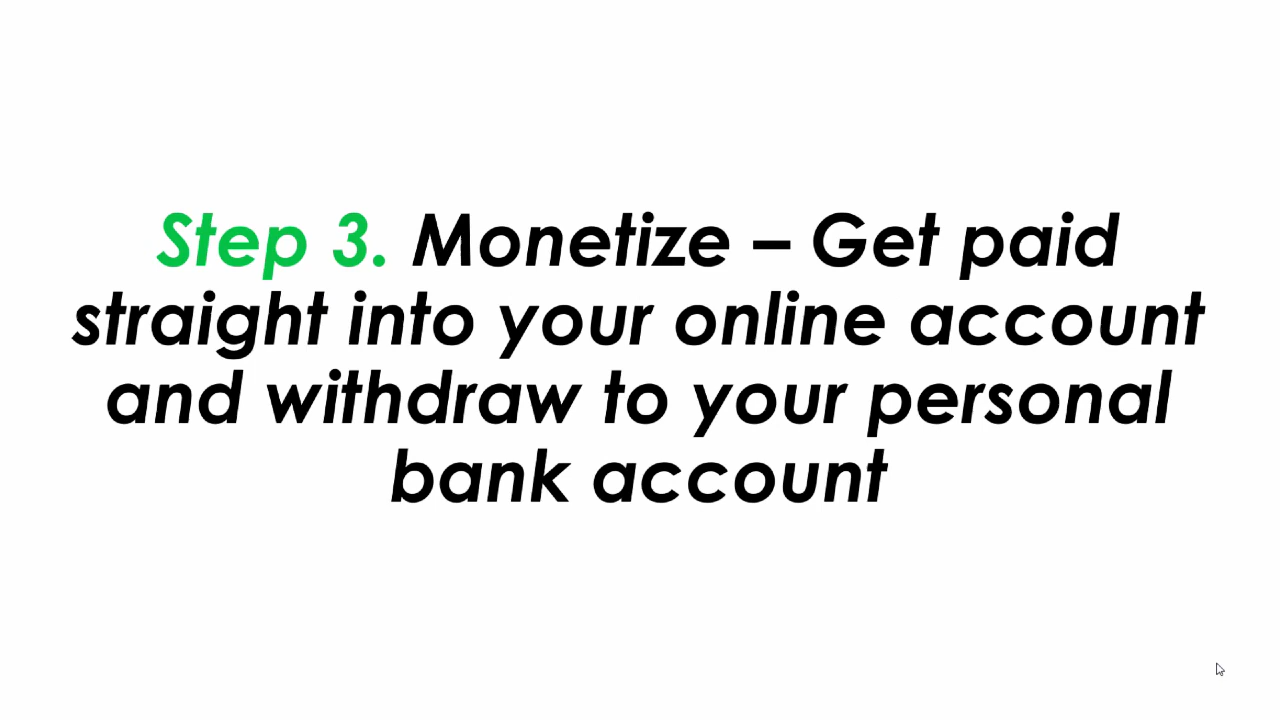 Step 3. Monetize – Get paid
straight into your online account
and withdraw to your personal
bank account